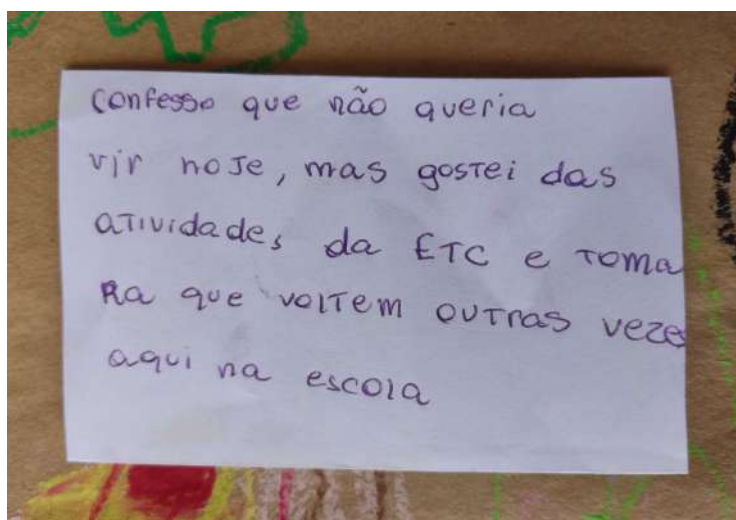 Confesso que não queria
vir hoje, mas gostei das
atividades da ETC e toma
Ra que voltem outras vezes
aqui na escola